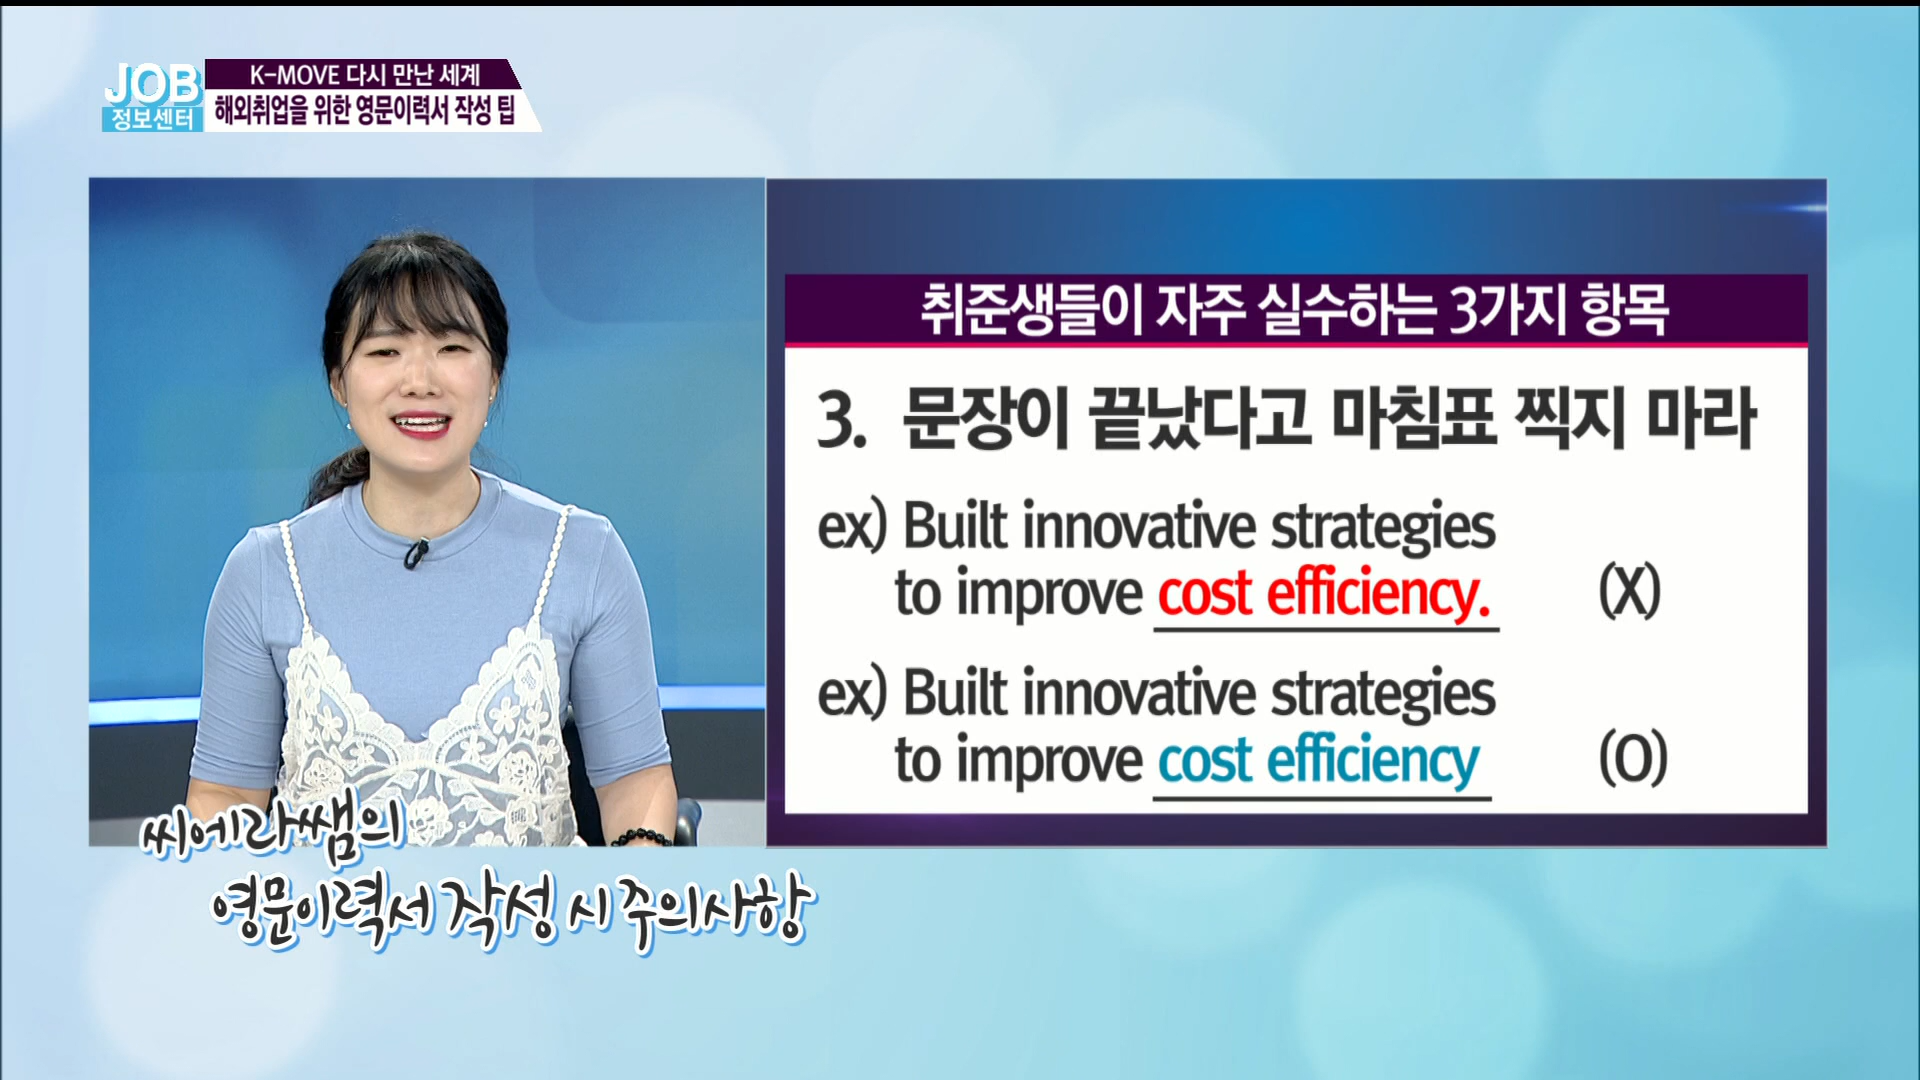 JOB
정보센터
K-MOVE 다시 만난 세계
해외취업을 위한 영문이력서 작성 팁
취준생들이 자주 실수하는 3가지 항목
3. 문장이 끝났다고 마침표 찍지 마라
ex) Built innovative strategies
to improve cost efficiency. (X)
ex) Built innovative strategies
to improve cost efficiency (O)
씨에라쌤의
영문이력서 작성 시 주의사항